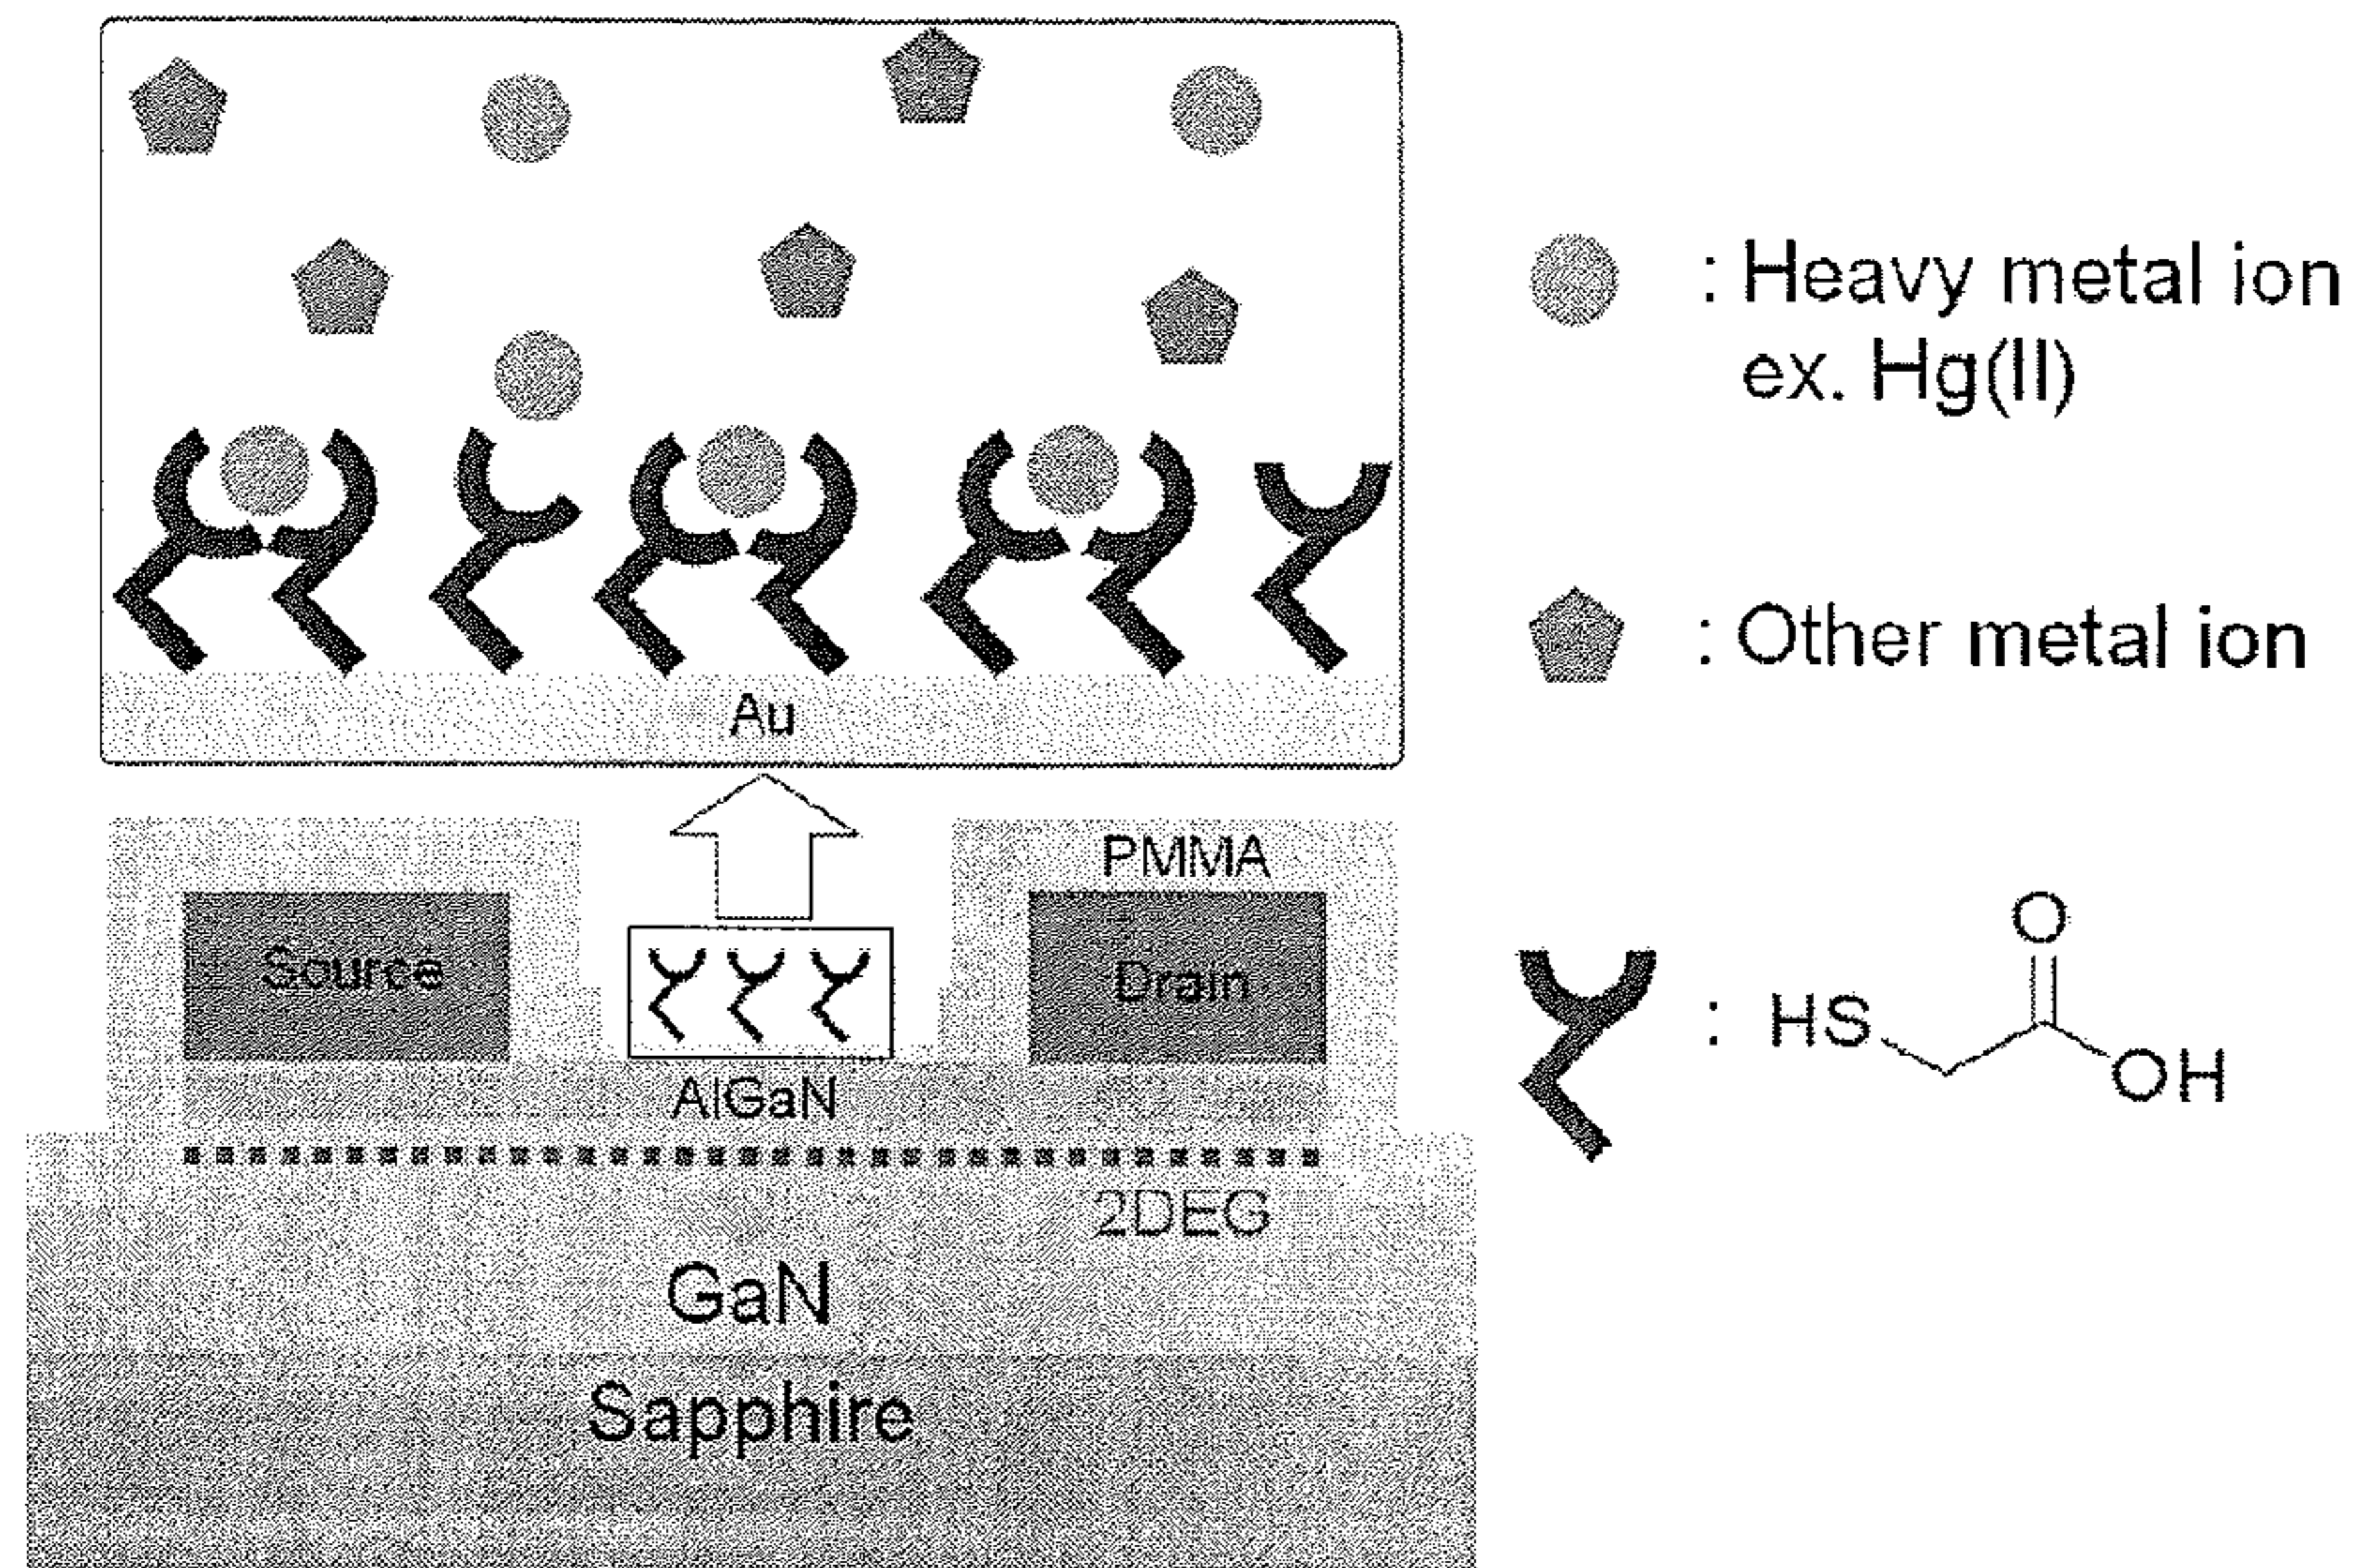 : Heavy metal ion
ex. Hg(II)
: Other metal ion
Au
PMMA
Source
Drain
AlGaN
: HS
O
OH
2DEG
GaN
Sapphire